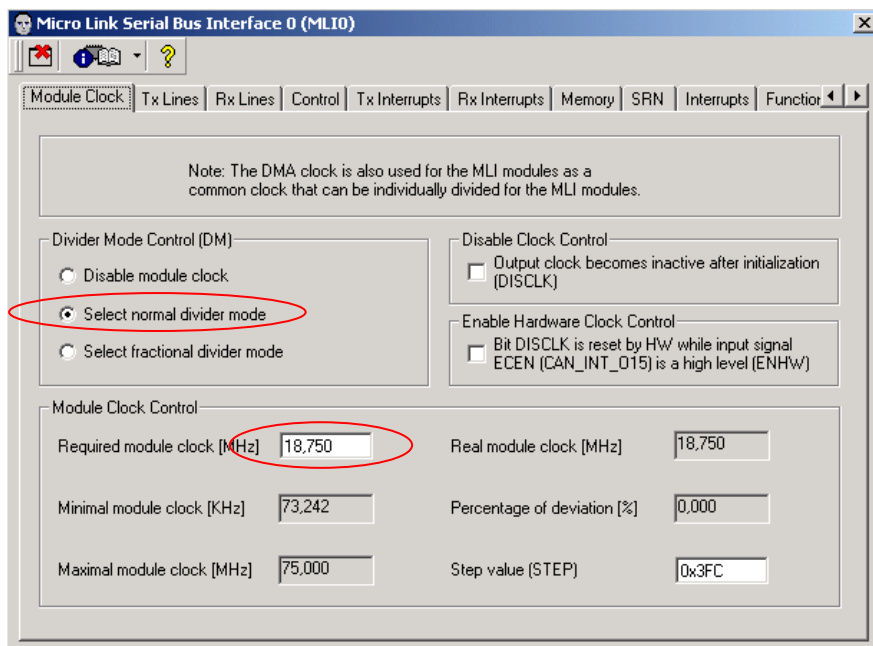 Micro Link Serial Bus Interface 0 (MLI0)
Module Clock Tx Lines Rx Lines Control Tx Interrupts Rx Interrupts Memory SRN Interrupts Function
Note: The DMA clock is also used for the MLI modules as a
common clock that can be individually divided for the MLI modules.
Divider Mode Control (DM)
Disable module clock
Select normal divider mode
Select fractional divider mode
Disable Clock Control
Output clock becomes inactive after initialization
(DISCLK)
Enable Hardware Clock Control
Bit DISCLK is reset by HW while input signal
ECEN (CAN_INT_O15) is a high level (ENHW)
Module Clock Control
Required module clock [MHz] 18,750
Real module clock [MHz] 18,750
Minimal module clock [KHz] 73,242
Percentage of deviation [%] 0,000
Maximal module clock [MHz] 75,000
Step value (STEP) 0x3FC